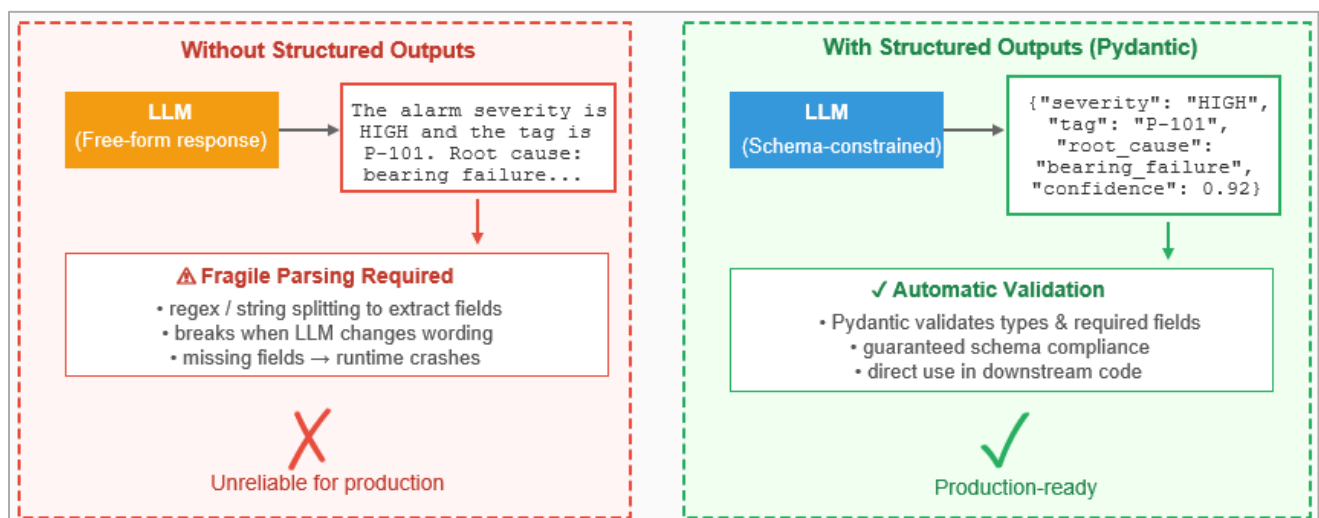 Without Structured Outputs
LLM
(Free-form response)
The alarm severity is
HIGH and the tag is
P-101. Root cause:
bearing failure...
⚠ Fragile Parsing Required
• regex / string splitting to extract fields
• breaks when LLM changes wording
• missing fields → runtime crashes
✗
Unreliable for production
With Structured Outputs (Pydantic)
LLM
(Schema-constrained)
{"severity": "HIGH",
"tag": "P-101",
"root_cause":
"bearing_failure",
"confidence": 0.92}
✓ Automatic Validation
• Pydantic validates types & required fields
• guaranteed schema compliance
• direct use in downstream code
✓
Production-ready